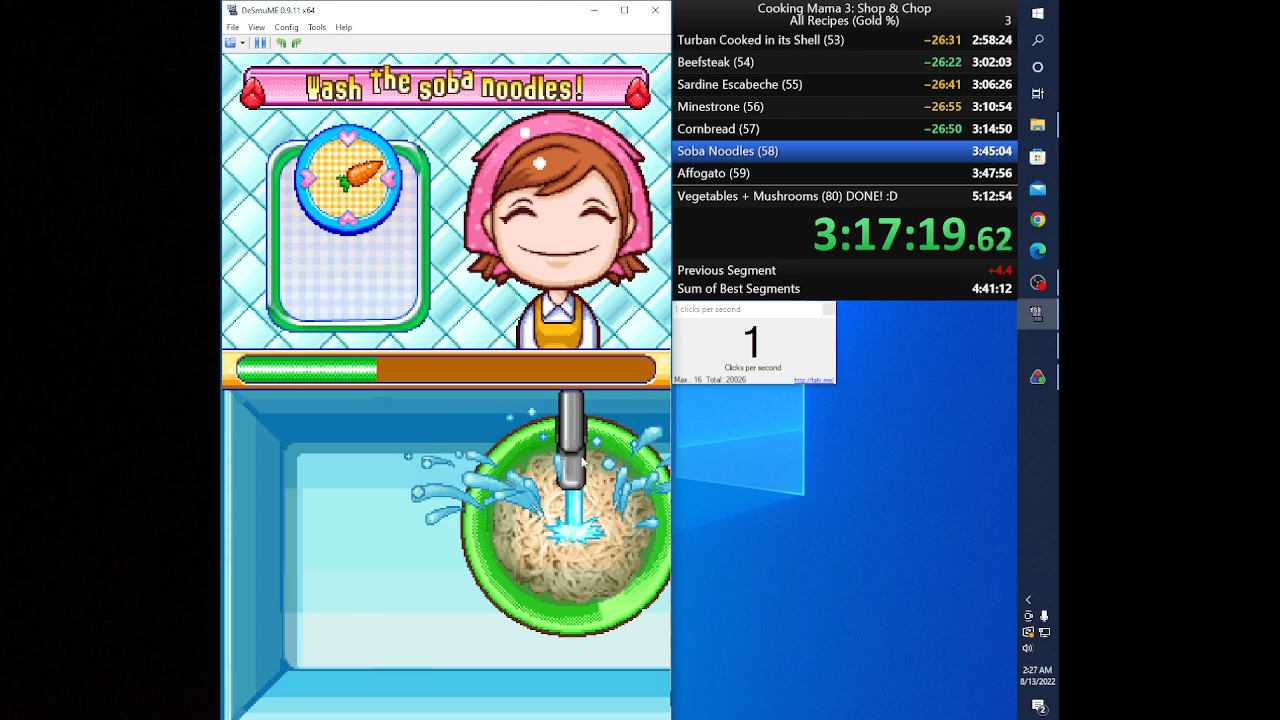 DeSmuME 0.9.11 x64
File View Config Tools Help
Wash the soba noodles!
Cooking Mama 3: Shop & Chop
All Recipes (Gold %) 3
Turban Cooked in its Shell (53) −26:31 2:58:24
Beefsteak (54) −26:22 3:02:03
Sardine Escabeche (55) −26:41 3:06:26
Minestrone (56) −26:55 3:10:54
Cornbread (57) −26:50 3:14:50
Soba Noodles (58) 3:45:04
Affogato (59) 3:47:56
Vegetables + Mushrooms (80) DONE! :D 5:12:54
3:17:19.62
Previous Segment +4.4
Sum of Best Segments 4:41:12
1 clicks per second
1
Clicks per second
Max.: 16 Total: 20026 http://fabi.me/
2:27 AM
8/13/2022
2